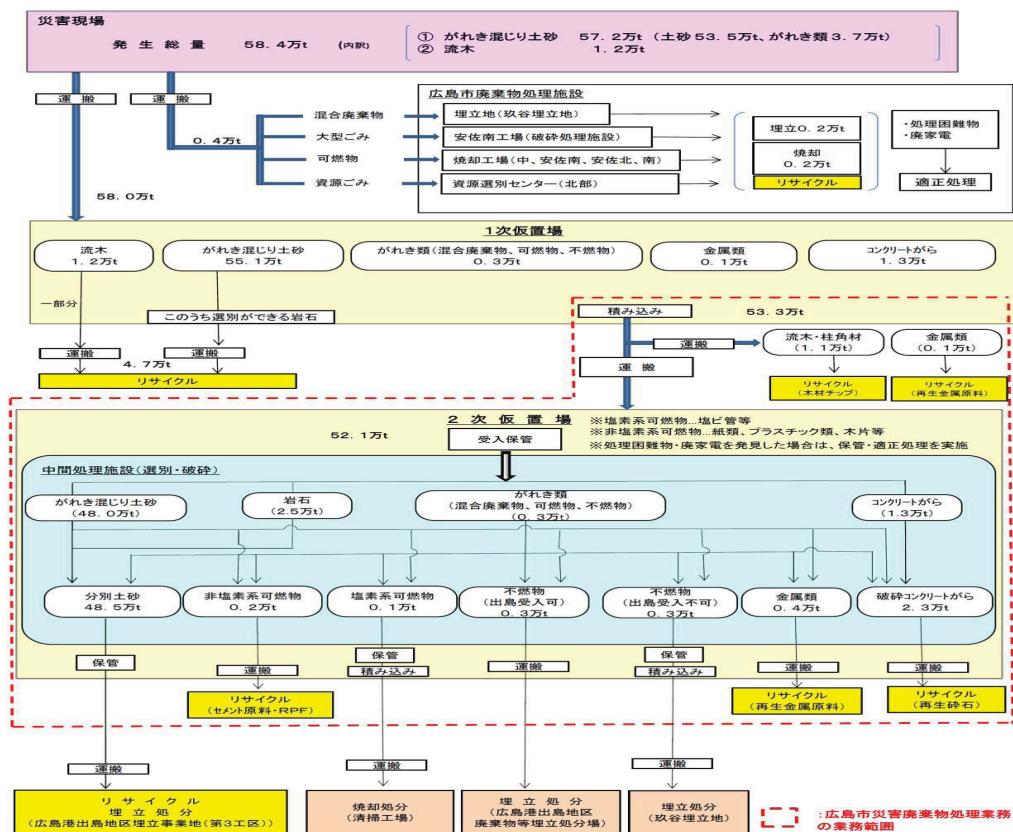 災害現場
発生総量 58.4万t (内訳)
① がれき混じり土砂 57.2万t (土砂53.5万t、がれき類3.7万t)
② 流木 1.2万t
運搬
運搬
0.4万t
58.0万t
混合廃棄物
大型ごみ
可燃物
資源ごみ
広島市廃棄物処理施設
埋立地(玖谷埋立地)
安佐南工場(破砕処理施設)
焼却工場(中、安佐南、安佐北、南)
資源選別センター(北部)
埋立0.2万t
焼却
0.2万t
リサイクル
・処理困難物
・廃家電
適正処理
1次仮置場
流木
1.2万t
がれき混じり土砂
55.1万t
がれき類(混合廃棄物、可燃物、不燃物)
0.3万t
金属類
0.1万t
コンクリートがら
1.3万t
一部分
このうち選別ができる岩石
運搬
4.7万t
運搬
リサイクル
積み込み
53.3万t
運搬
運搬
流木・柱角材
(1.1万t)
金属類
(0.1万t)
リサイクル
(木材チップ)
リサイクル
(再生金属原料)
2次仮置場
52.1万t
受入保管
※塩素系可燃物…塩ビ管等
※非塩素系可燃物…紙類、プラスチック類、木片等
※処理困難物・廃家電を発見した場合は、保管・適正処理を実施
中間処理施設(選別・破砕)
がれき混じり土砂
(48.0万t)
岩石
(2.5万t)
がれき類
(混合廃棄物、可燃物、不燃物)
(0.3万t)
コンクリートがら
(1.3万t)
分別土砂
48.5万t
非塩素系可燃物
0.2万t
塩素系可燃物
0.1万t
不燃物
(出島受入可)
0.3万t
不燃物
(出島受入不可)
0.3万t
金属類
0.4万t
破砕コンクリートがら
2.3万t
保管
運搬
保管
積み込み
運搬
保管
積み込み
運搬
運搬
リサイクル
(セメント原料・RPF)
リサイクル
(再生金属原料)
リサイクル
(再生砕石)
運搬
運搬
運搬
リサイクル
埋立処分
(広島港出島地区埋立事業地(第3工区))
焼却処分
(清掃工場)
埋立処分
(広島港出島地区
廃棄物等埋立処分場)
埋立処分
(玖谷埋立地)
:広島市災害廃棄物処理業務
の業務範囲